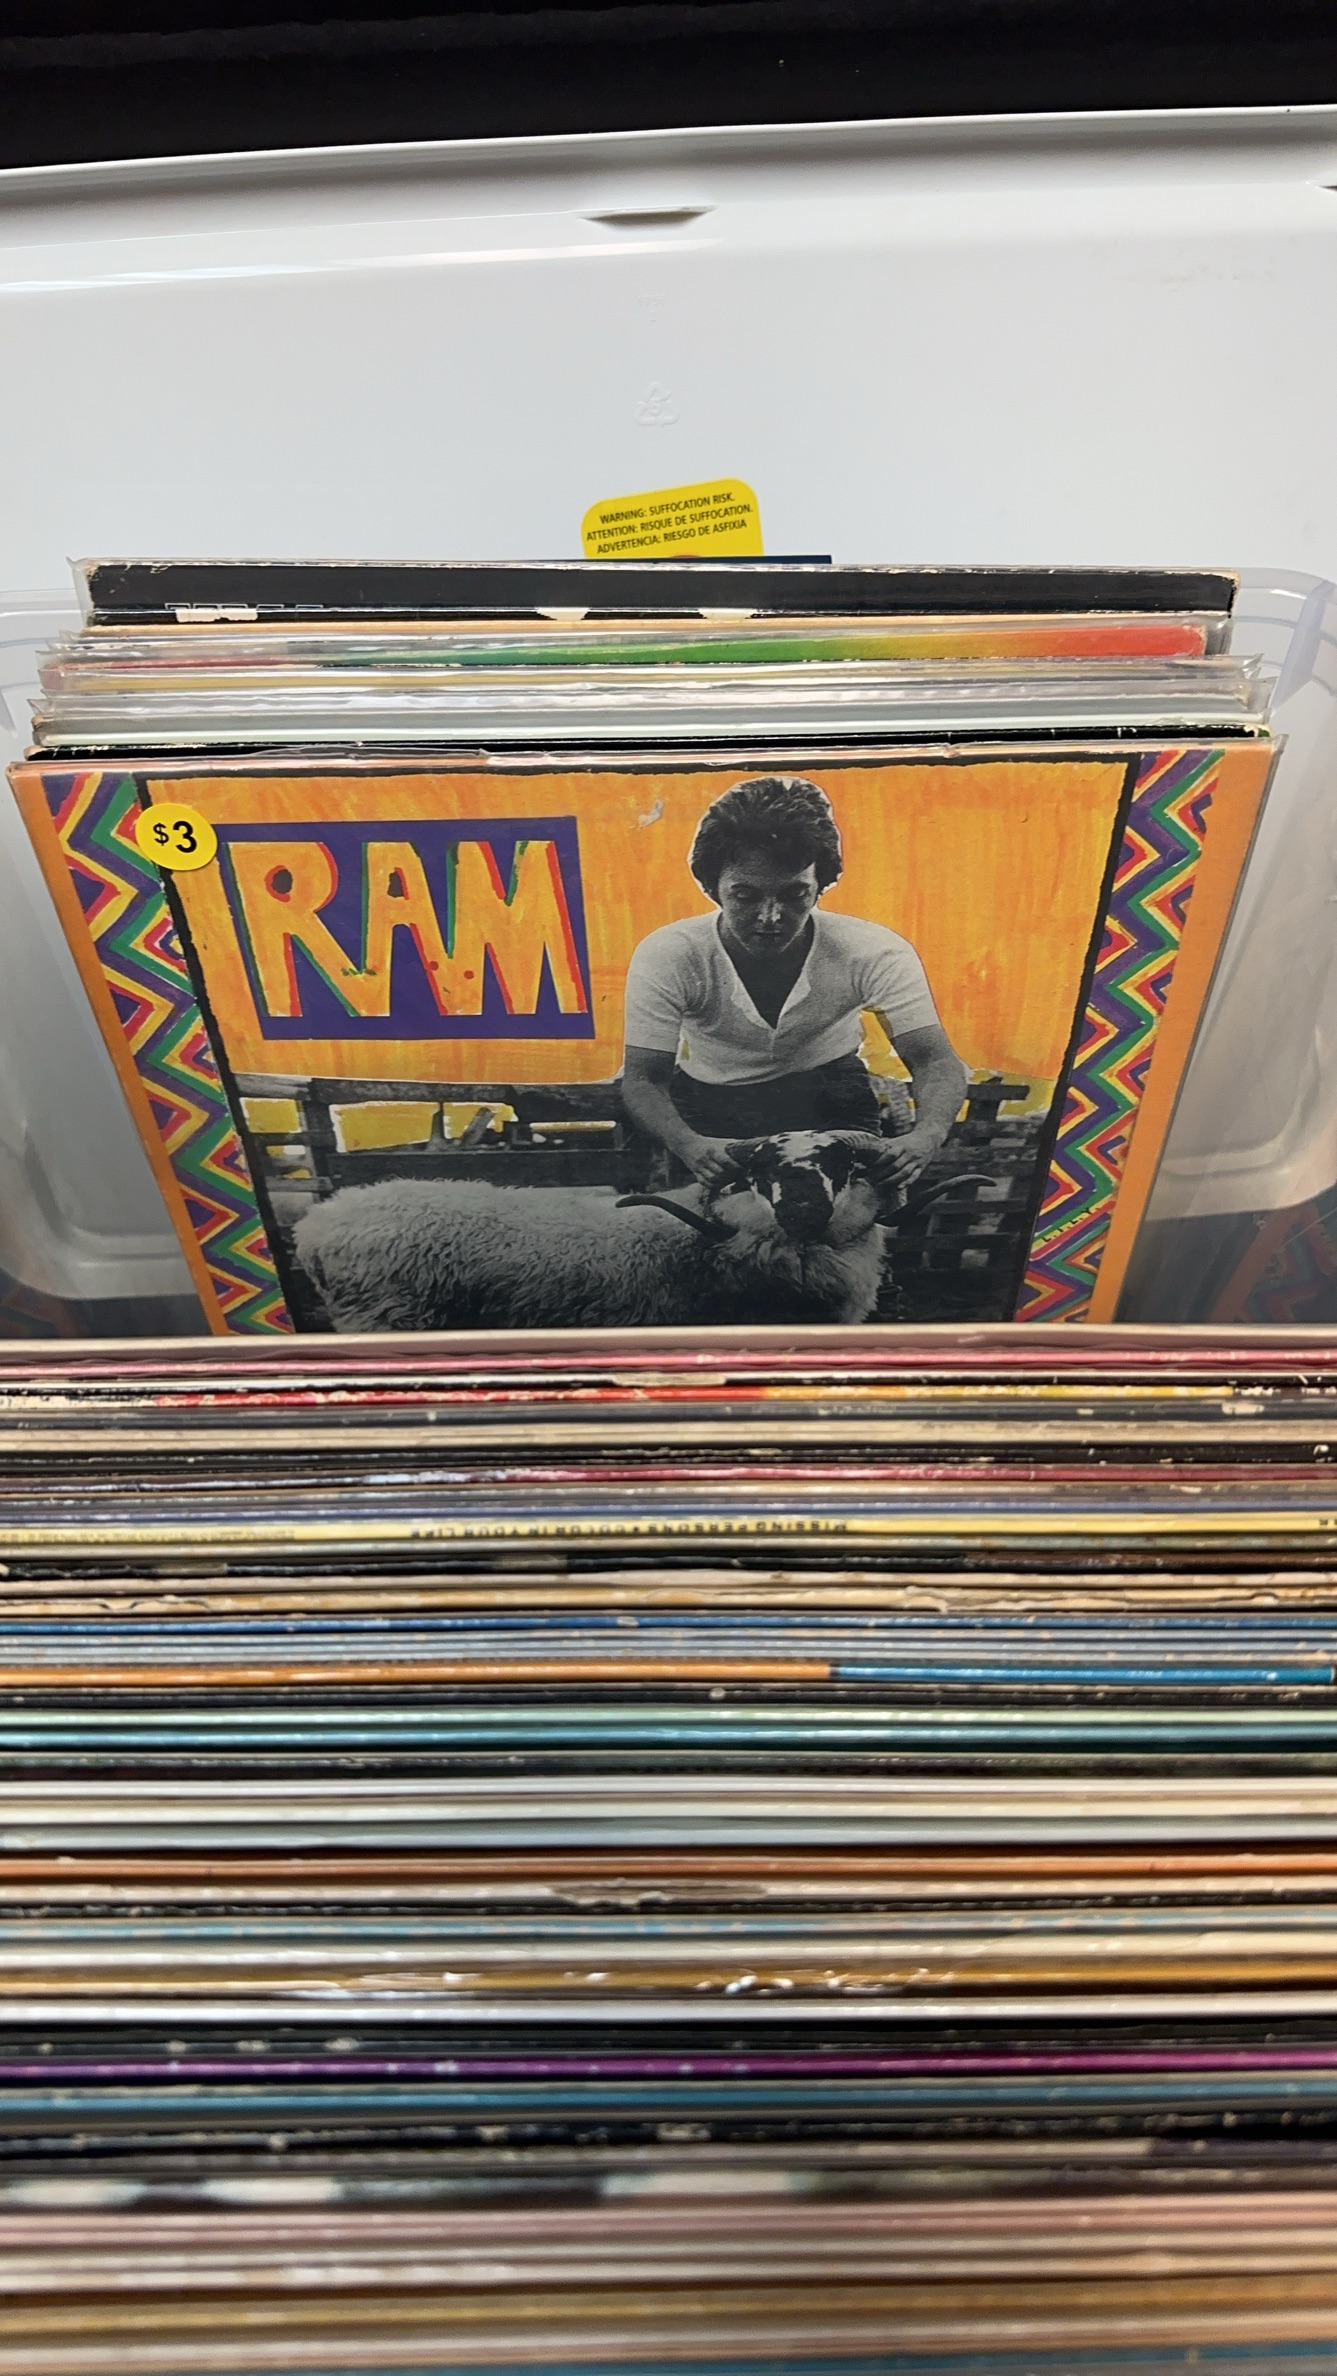 WARNING: SUFFOCATION RISK.
ATTENTION: RISQUE DE SUFFOCATION.
ADVERTENCIA: RIESGO DE ASFIXIA
$3
RAM
L.I.L.Y.
MISSING PERSONS • COLOR IN YOUR LIFE